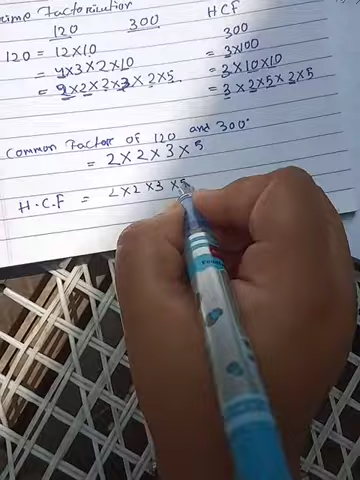 Prime Factorization
HCF
120 300
300
120 = 12×10
= 3×100
= 4×3×2×10
= 3×10×10
= 2×2×2×3×2×5
= 3×2×5×2×5
Common Factor of 120 and 300.
= 2×2×3×5
H.C.F = 2×2×3×5